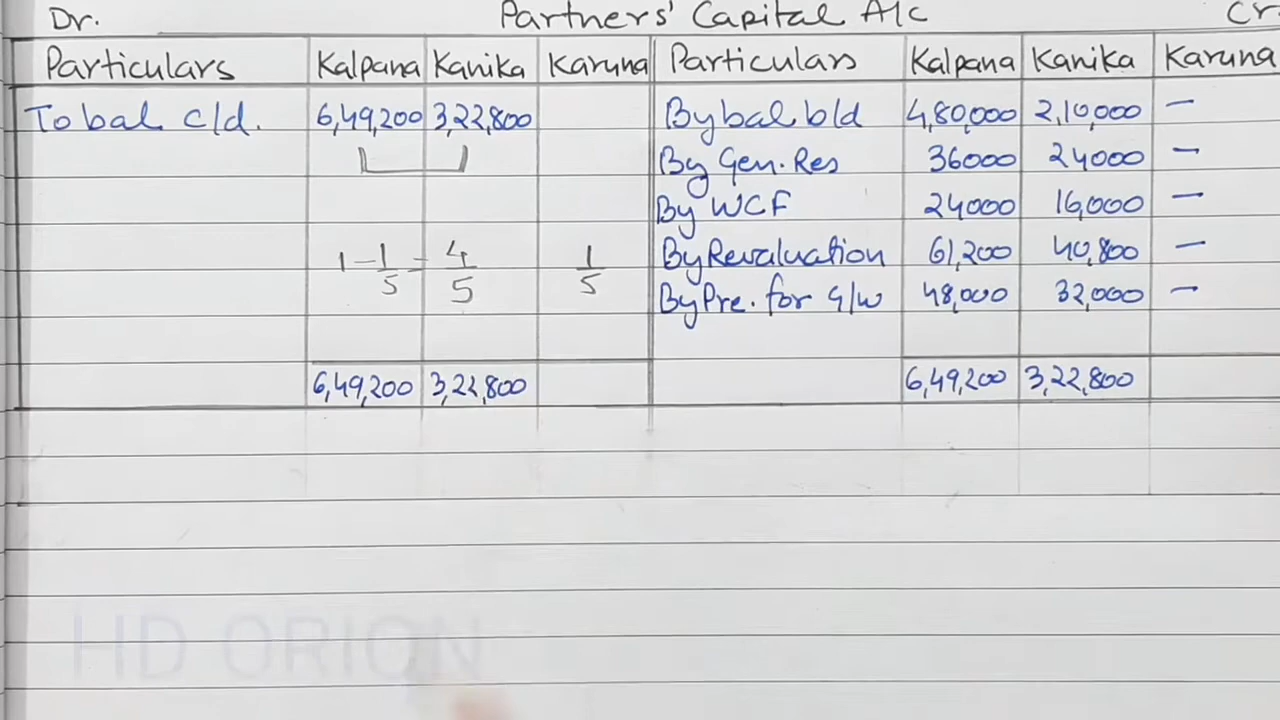 Dr. Partners' Capital A/c Cr.
Particulars Kalpana Kanika Karuna Particulars Kalpana Kanika Karuna
To bal c/d. 6,49,200 3,22,800 By bal b/d 4,80,000 2,10,000 —
By Gen. Res 36000 24000 —
By WCF 24000 16,000 —
1 - 1/5 = 4/5 1/5 By Revaluation 61,200 40,800 —
By Pre. for G/W 48,000 32,000 —
6,49,200 3,22,800 6,49,200 3,22,800
HD ORION